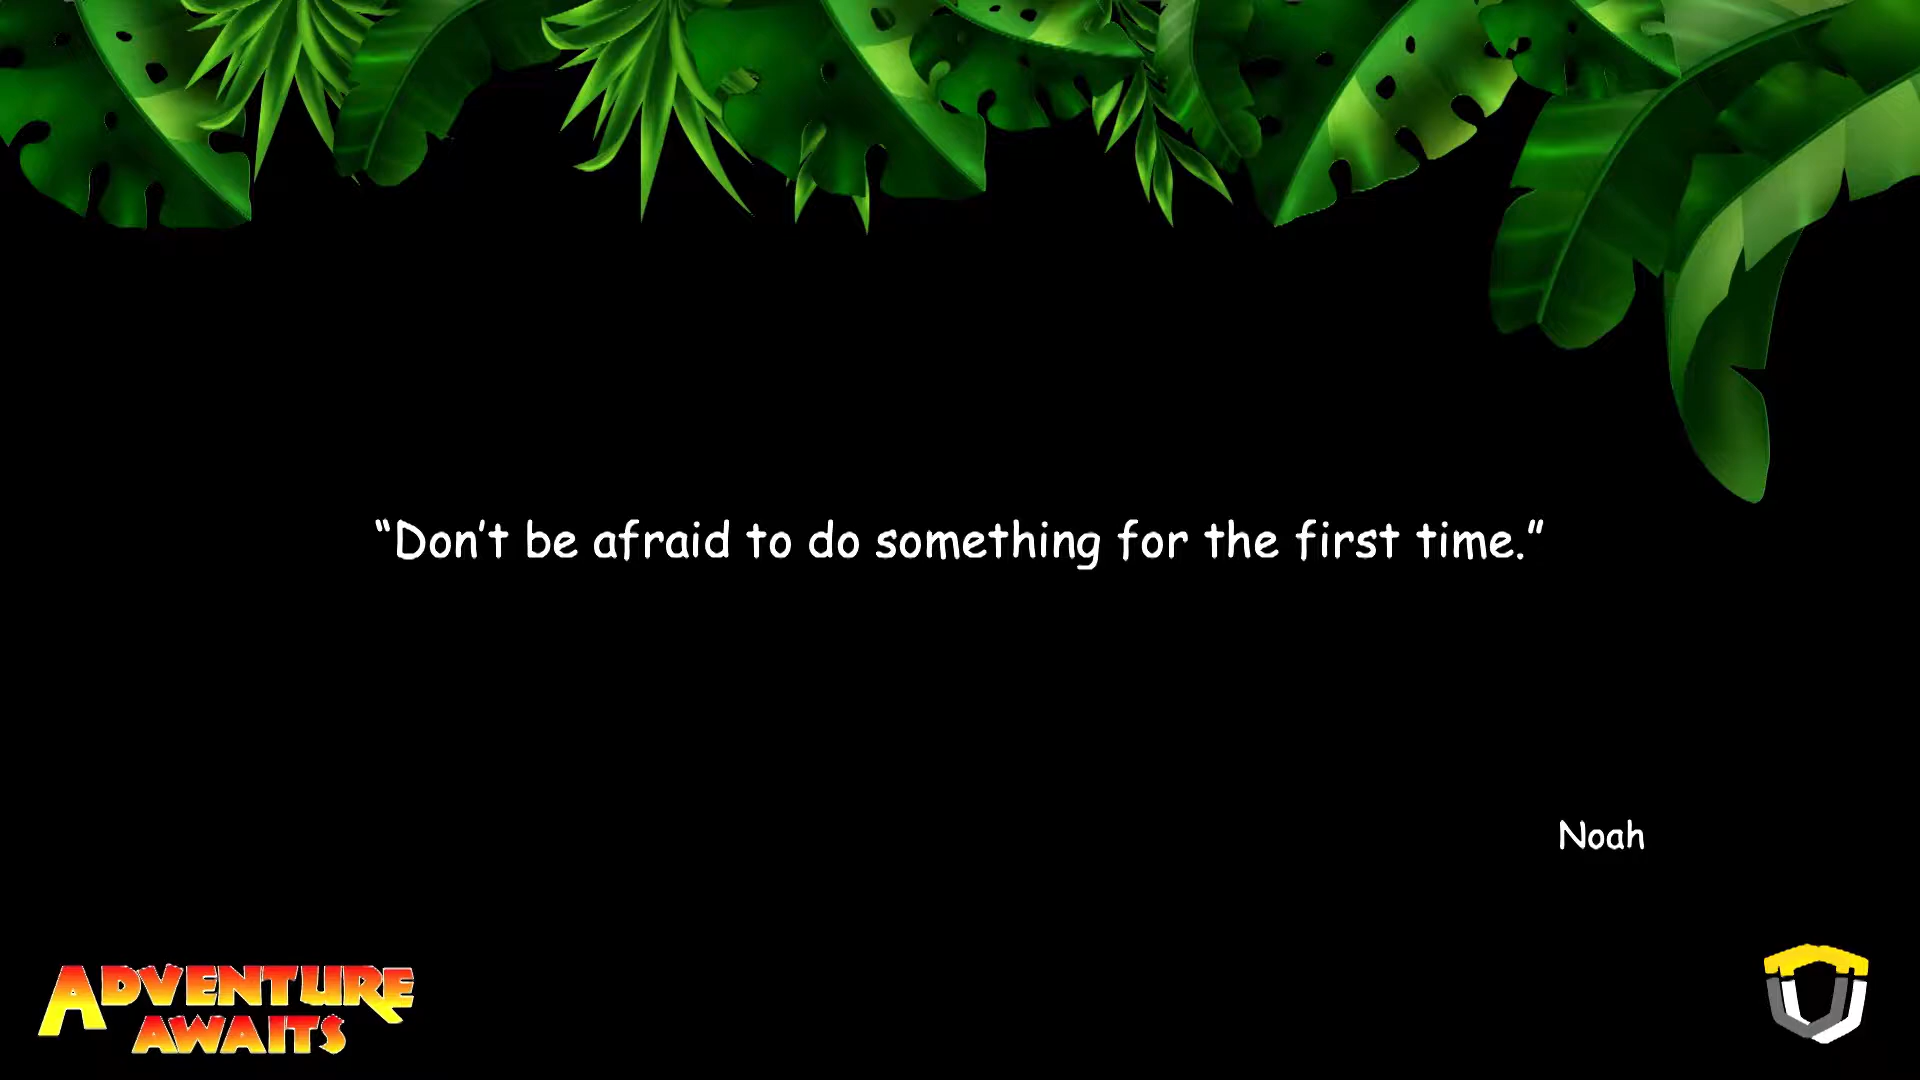 “Don’t be afraid to do something for the first time.”
Noah
ADVENTURE
AWAITS